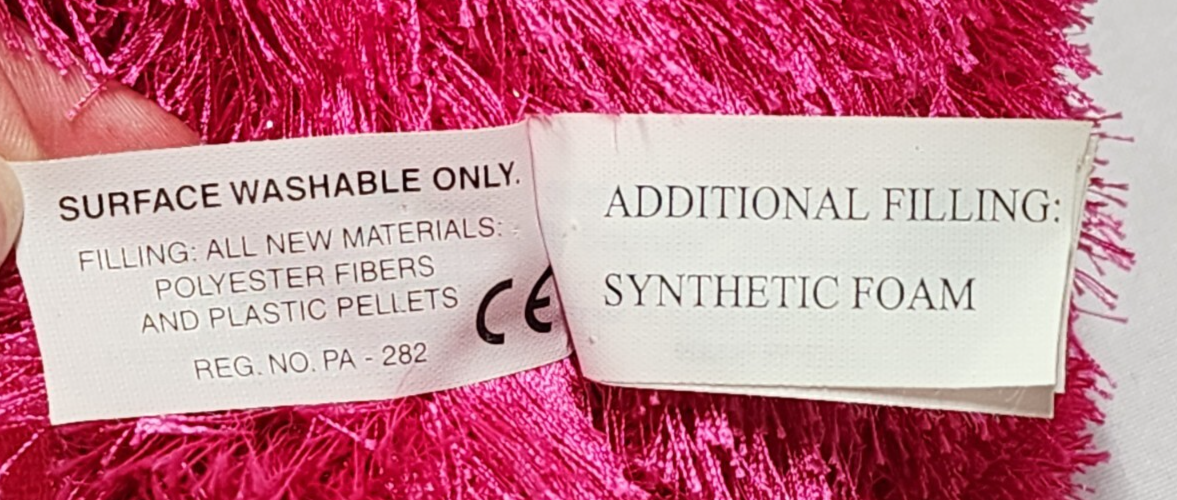 SURFACE WASHABLE ONLY.
FILLING: ALL NEW MATERIALS:
POLYESTER FIBERS
AND PLASTIC PELLETS
CE
REG. NO. PA - 282
ADDITIONAL FILLING:
SYNTHETIC FOAM